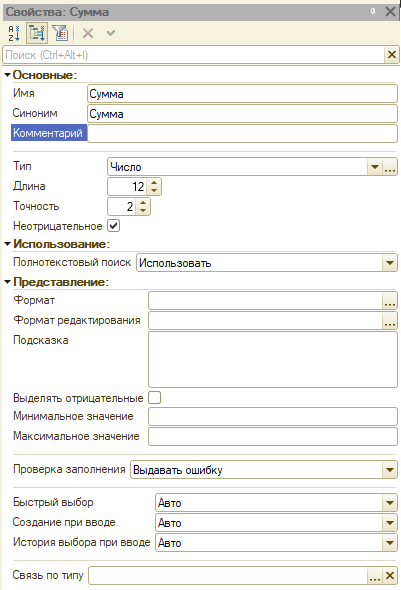 Свойства: Сумма
Поиск (Ctrl+Alt+I)
Основные:
Имя Сумма
Синоним Сумма
Комментарий
Тип Число
Длина 12
Точность 2
Неотрицательное
Использование:
Полнотекстовый поиск Использовать
Представление:
Формат
Формат редактирования
Подсказка
Выделять отрицательные
Минимальное значение
Максимальное значение
Проверка заполнения Выдавать ошибку
Быстрый выбор Авто
Создание при вводе Авто
История выбора при вводе Авто
Связь по типу